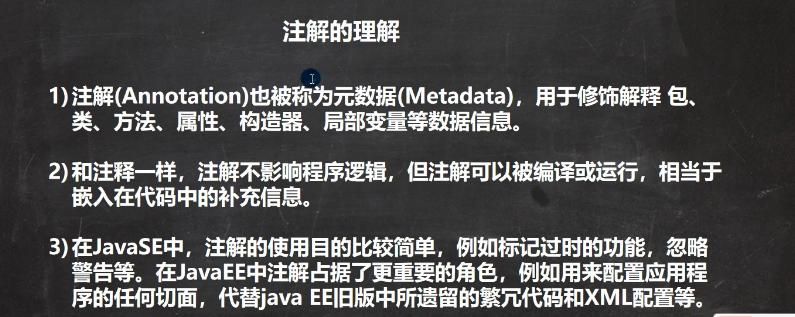 注解的理解
1) 注解(Annotation)也被称为元数据(Metadata)，用于修饰解释 包、
类、方法、属性、构造器、局部变量等数据信息。
2) 和注释一样，注解不影响程序逻辑，但注解可以被编译或运行，相当于
嵌入在代码中的补充信息。
3) 在JavaSE中，注解的使用目的比较简单，例如标记过时的功能，忽略
警告等。在JavaEE中注解占据了更重要的角色，例如用来配置应用程
序的任何切面，代替java EE旧版中所遗留的繁冗代码和XML配置等。